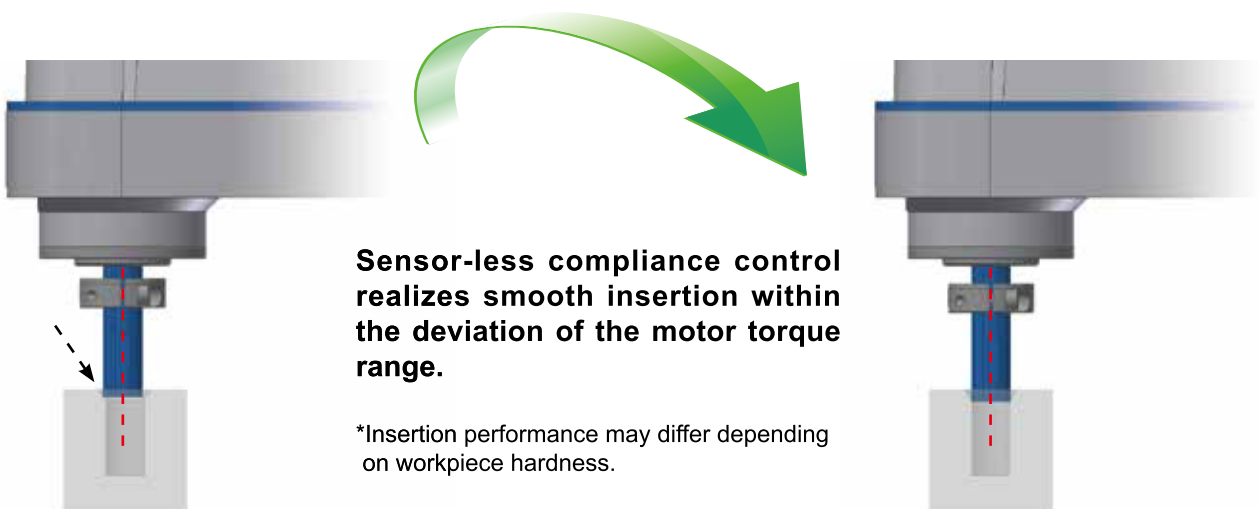 Sensor-less compliance control
realizes smooth insertion within
the deviation of the motor torque
range.
*Insertion performance may differ depending
on workpiece hardness.